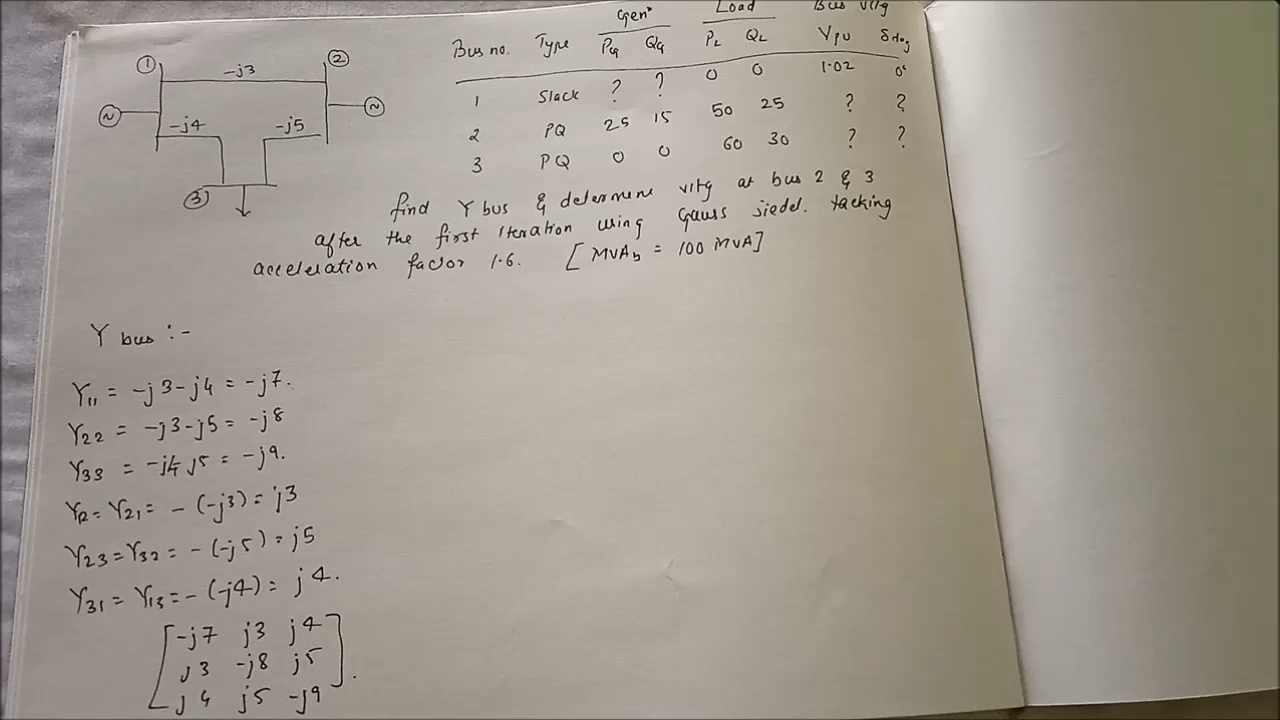 Gen^n Load Bus vltg
Bus no. Type PG QG PL QL Vpu δdeg
1 Slack ? ? 0 0 1.02 0°
2 PQ 25 15 50 25 ? ?
3 PQ 0 0 60 30 ? ?
① -j3 ②
~ ~
-j4 -j5
③
find Y bus & determine vltg at bus 2 & 3
after the first iteration using Gauss siedel. tacking
acceleration factor 1.6. [MVAb = 100 MVA]
Y bus :-
Y11 = -j3-j4 = -j7.
Y22 = -j3-j5 = -j8
Y33 = -j4 j5 = -j9.
Y12 = Y21 = -(-j3) = j3
Y23 = Y32 = -(-j5) = j5
Y31 = Y13 = -(-j4) = j4.
[-j7 j3 j4
j3 -j8 j5
j4 j5 -j9].